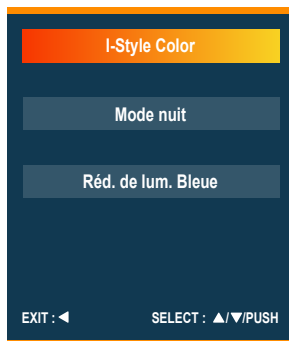 I-Style Color
Mode nuit
Réd. de lum. Bleue
EXIT : ◀ SELECT : ▲/▼/PUSH